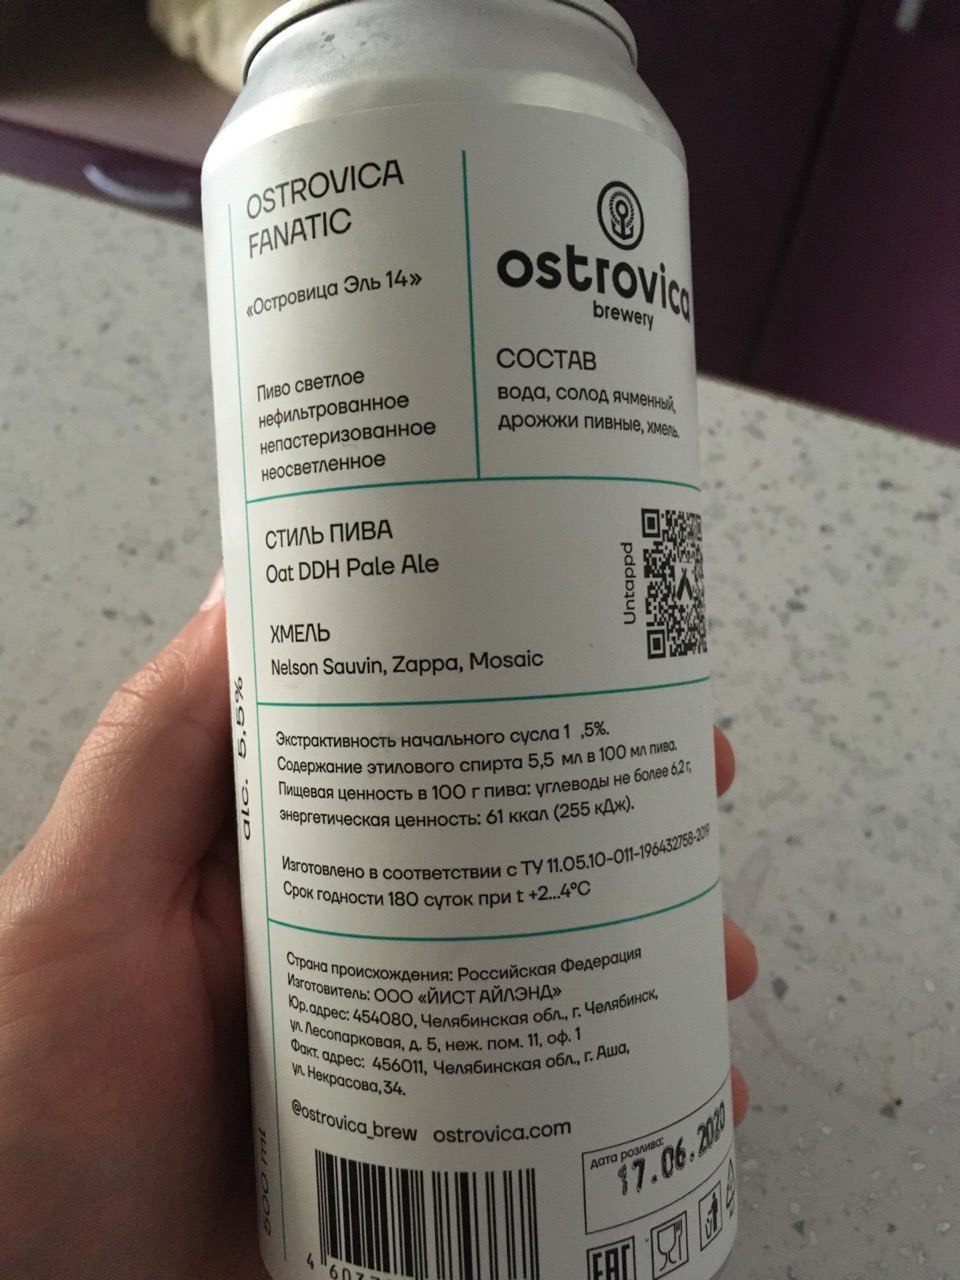 OSTROVICA
FANATIC
«Островица Эль 14»
Пиво светлое
нефильтрованное
непастеризованное
неосветленное
ostrovica
brewery
СОСТАВ
вода, солод ячменный,
дрожжи пивные, хмель.
СТИЛЬ ПИВА
Oat DDH Pale Ale
ХМЕЛЬ
Nelson Sauvin, Zappa, Mosaic
Untappd
alc. 5,5%
Экстрактивность начального сусла 1 ,5%.
Содержание этилового спирта 5,5 мл в 100 мл пива.
Пищевая ценность в 100 г пива: углеводы не более 6,2 г,
энергетическая ценность: 61 ккал (255 кДж).
Изготовлено в соответствии с ТУ 11.05.10-011-196432758-2019
Срок годности 180 суток при t +2...4°C
Страна происхождения: Российская Федерация
Изготовитель: ООО «ЙИСТ АЙЛЭНД»
Юр. адрес: 454080, Челябинская обл., г. Челябинск,
ул. Лесопарковая, д. 5, неж. пом. 11, оф. 1
Факт. адрес: 456011, Челябинская обл., г. Аша,
ул. Некрасова, 34.
@ostrovica_brew ostrovica.com
500 ml
дата розлива:
17.06.2020
EAC